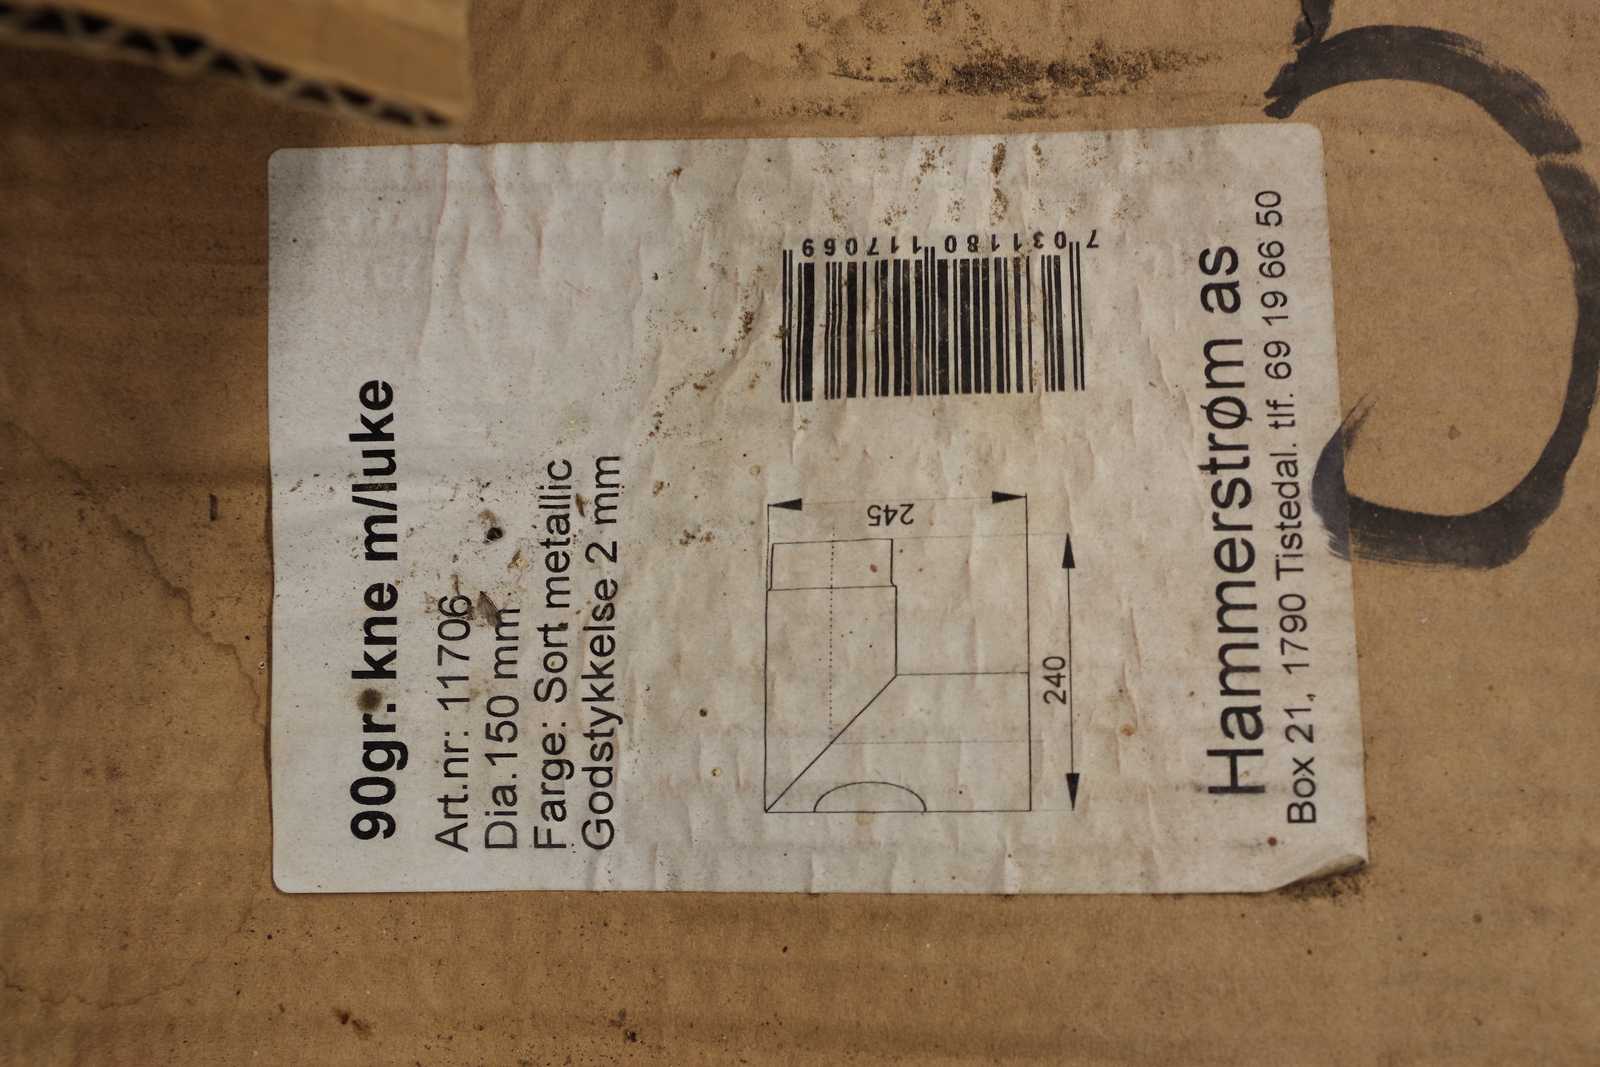 90gr. kne m/luke
Art.nr: 11706
Dia.150 mm
Farge: Sort metallic
Godstykkelse 2 mm
245
240
7 031180 117069
Hammerstrøm as
Box 21, 1790 Tistedal. tlf. 69 19 66 50